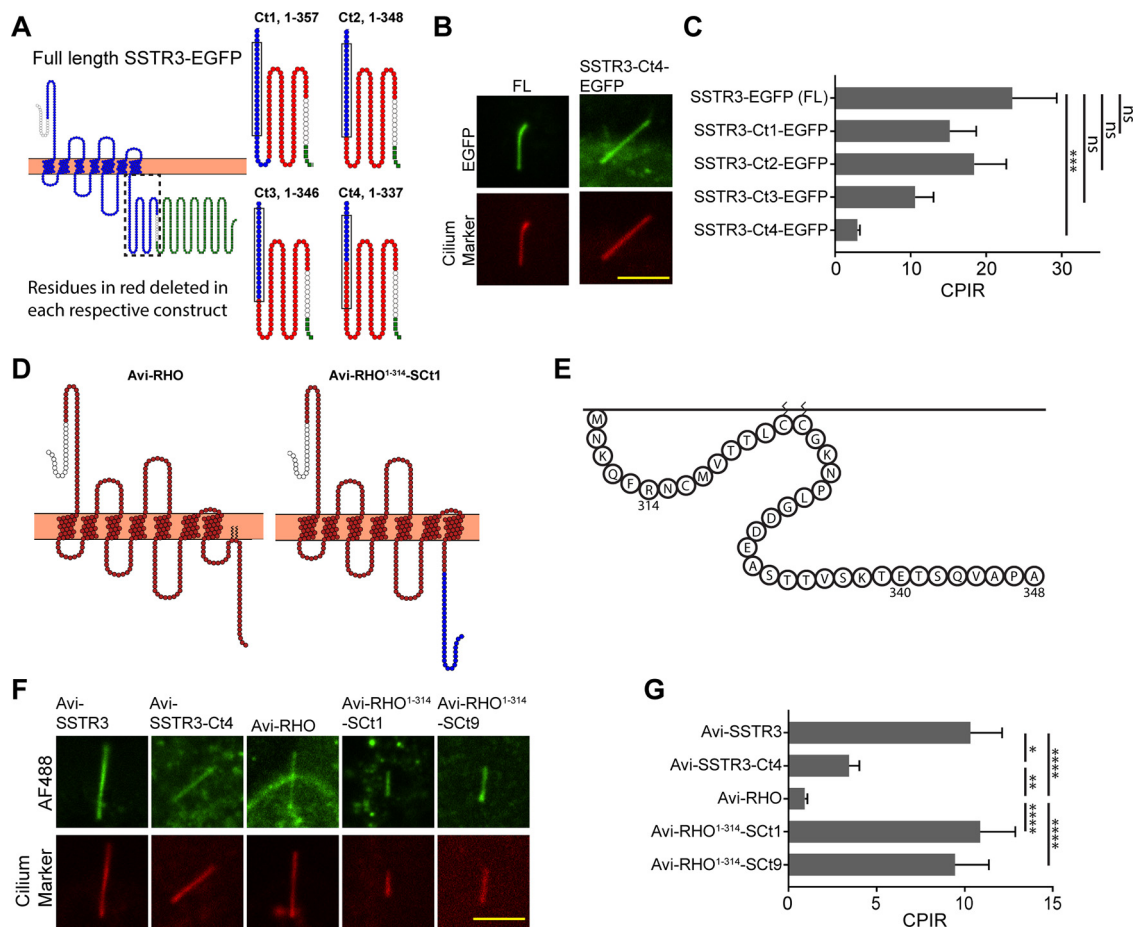 A
Full length SSTR3-EGFP
Ct1, 1-357
Ct2, 1-348
Ct3, 1-346
Ct4, 1-337
Residues in red deleted in
each respective construct
B
FL
SSTR3-Ct4-
EGFP
EGFP
Cilium
Marker
C
SSTR3-EGFP (FL)
SSTR3-Ct1-EGFP
SSTR3-Ct2-EGFP
SSTR3-Ct3-EGFP
SSTR3-Ct4-EGFP
***
ns
ns
ns
0 10 20 30
CPIR
D
Avi-RHO
Avi-RHO¹⁻³¹⁴-SCt1
E
M
N
K
Q
F
R
N
C
M
V
T
T
L
C
C
G
K
N
P
L
G
D
D
E
A
S
T
T
V
S
K
T
E
T
S
Q
V
A
P
A
314
340
348
F
Avi-
SSTR3
Avi-
SSTR3-Ct4
Avi-RHO
Avi-RHO¹⁻³¹⁴
-SCt1
Avi-RHO¹⁻³¹⁴
-SCt9
AF488
Cilium
Marker
G
Avi-SSTR3
Avi-SSTR3-Ct4
Avi-RHO
Avi-RHO¹⁻³¹⁴-SCt1
Avi-RHO¹⁻³¹⁴-SCt9
*
**
****
****
****
0 5 10 15
CPIR